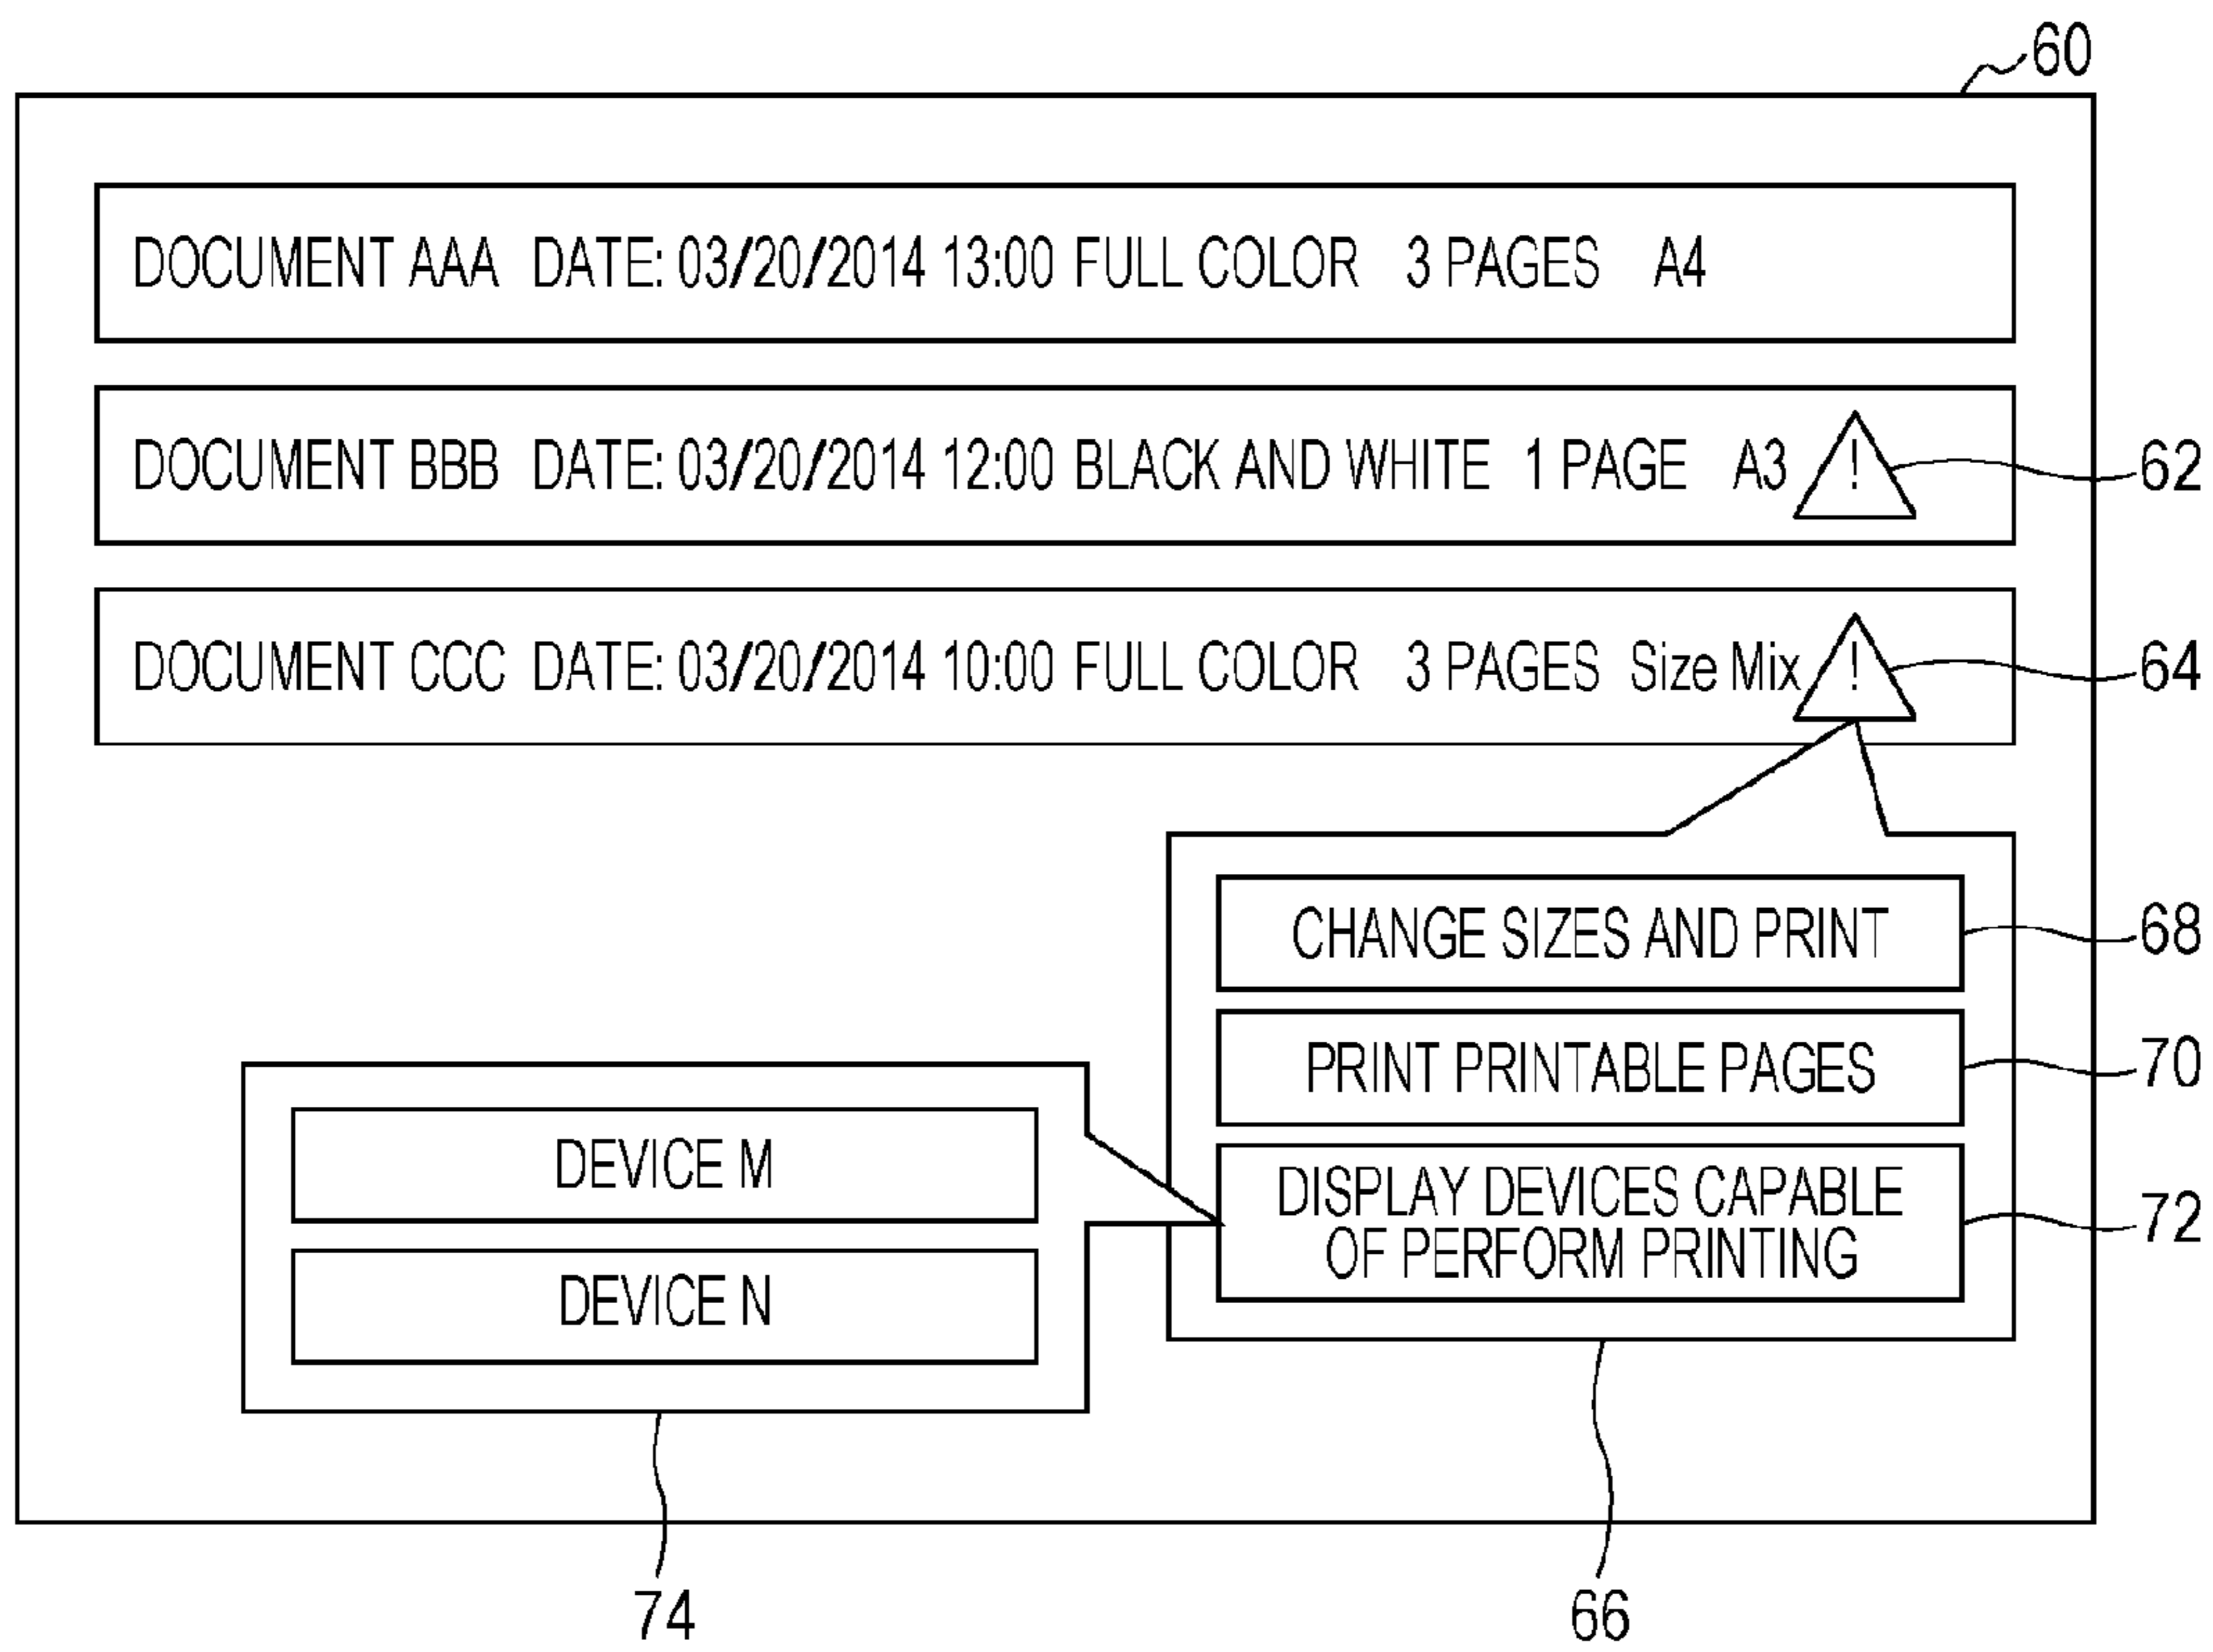 60
DOCUMENT AAA DATE: 03/20/2014 13:00 FULL COLOR 3 PAGES A4
DOCUMENT BBB DATE: 03/20/2014 12:00 BLACK AND WHITE 1 PAGE A3 !
62
DOCUMENT CCC DATE: 03/20/2014 10:00 FULL COLOR 3 PAGES Size Mix !
64
CHANGE SIZES AND PRINT
68
PRINT PRINTABLE PAGES
70
DISPLAY DEVICES CAPABLE
OF PERFORM PRINTING
72
DEVICE M
DEVICE N
74
66